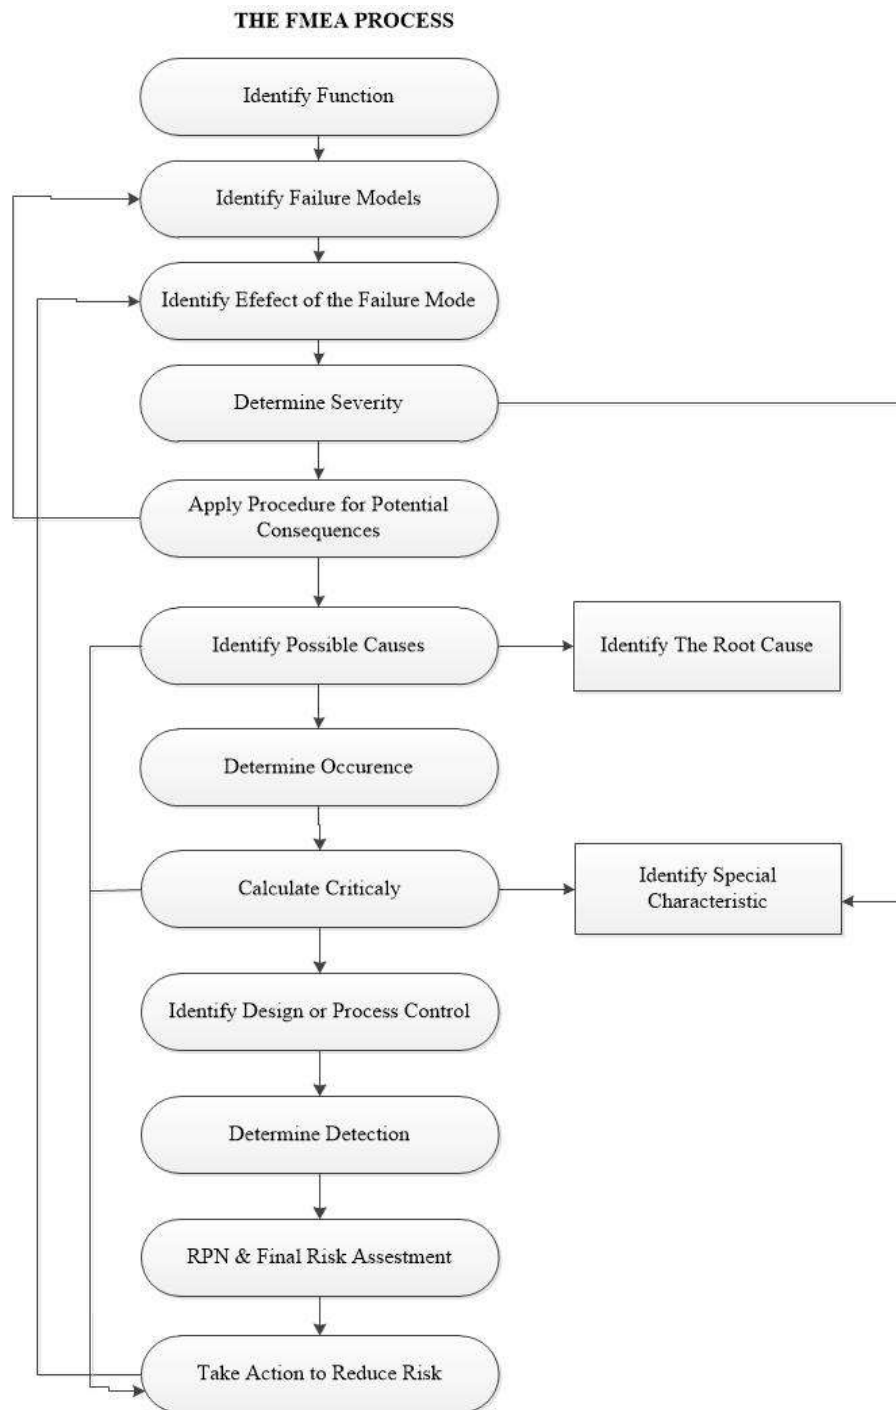 THE FMEA PROCESS
Identify Function
Identify Failure Models
Identify Efefect of the Failure Mode
Determine Severity
Apply Procedure for Potential
Consequences
Identify Possible Causes
Identify The Root Cause
Determine Occurence
Calculate Criticaly
Identify Special
Characteristic
Identify Design or Process Control
Determine Detection
RPN & Final Risk Assestment
Take Action to Reduce Risk